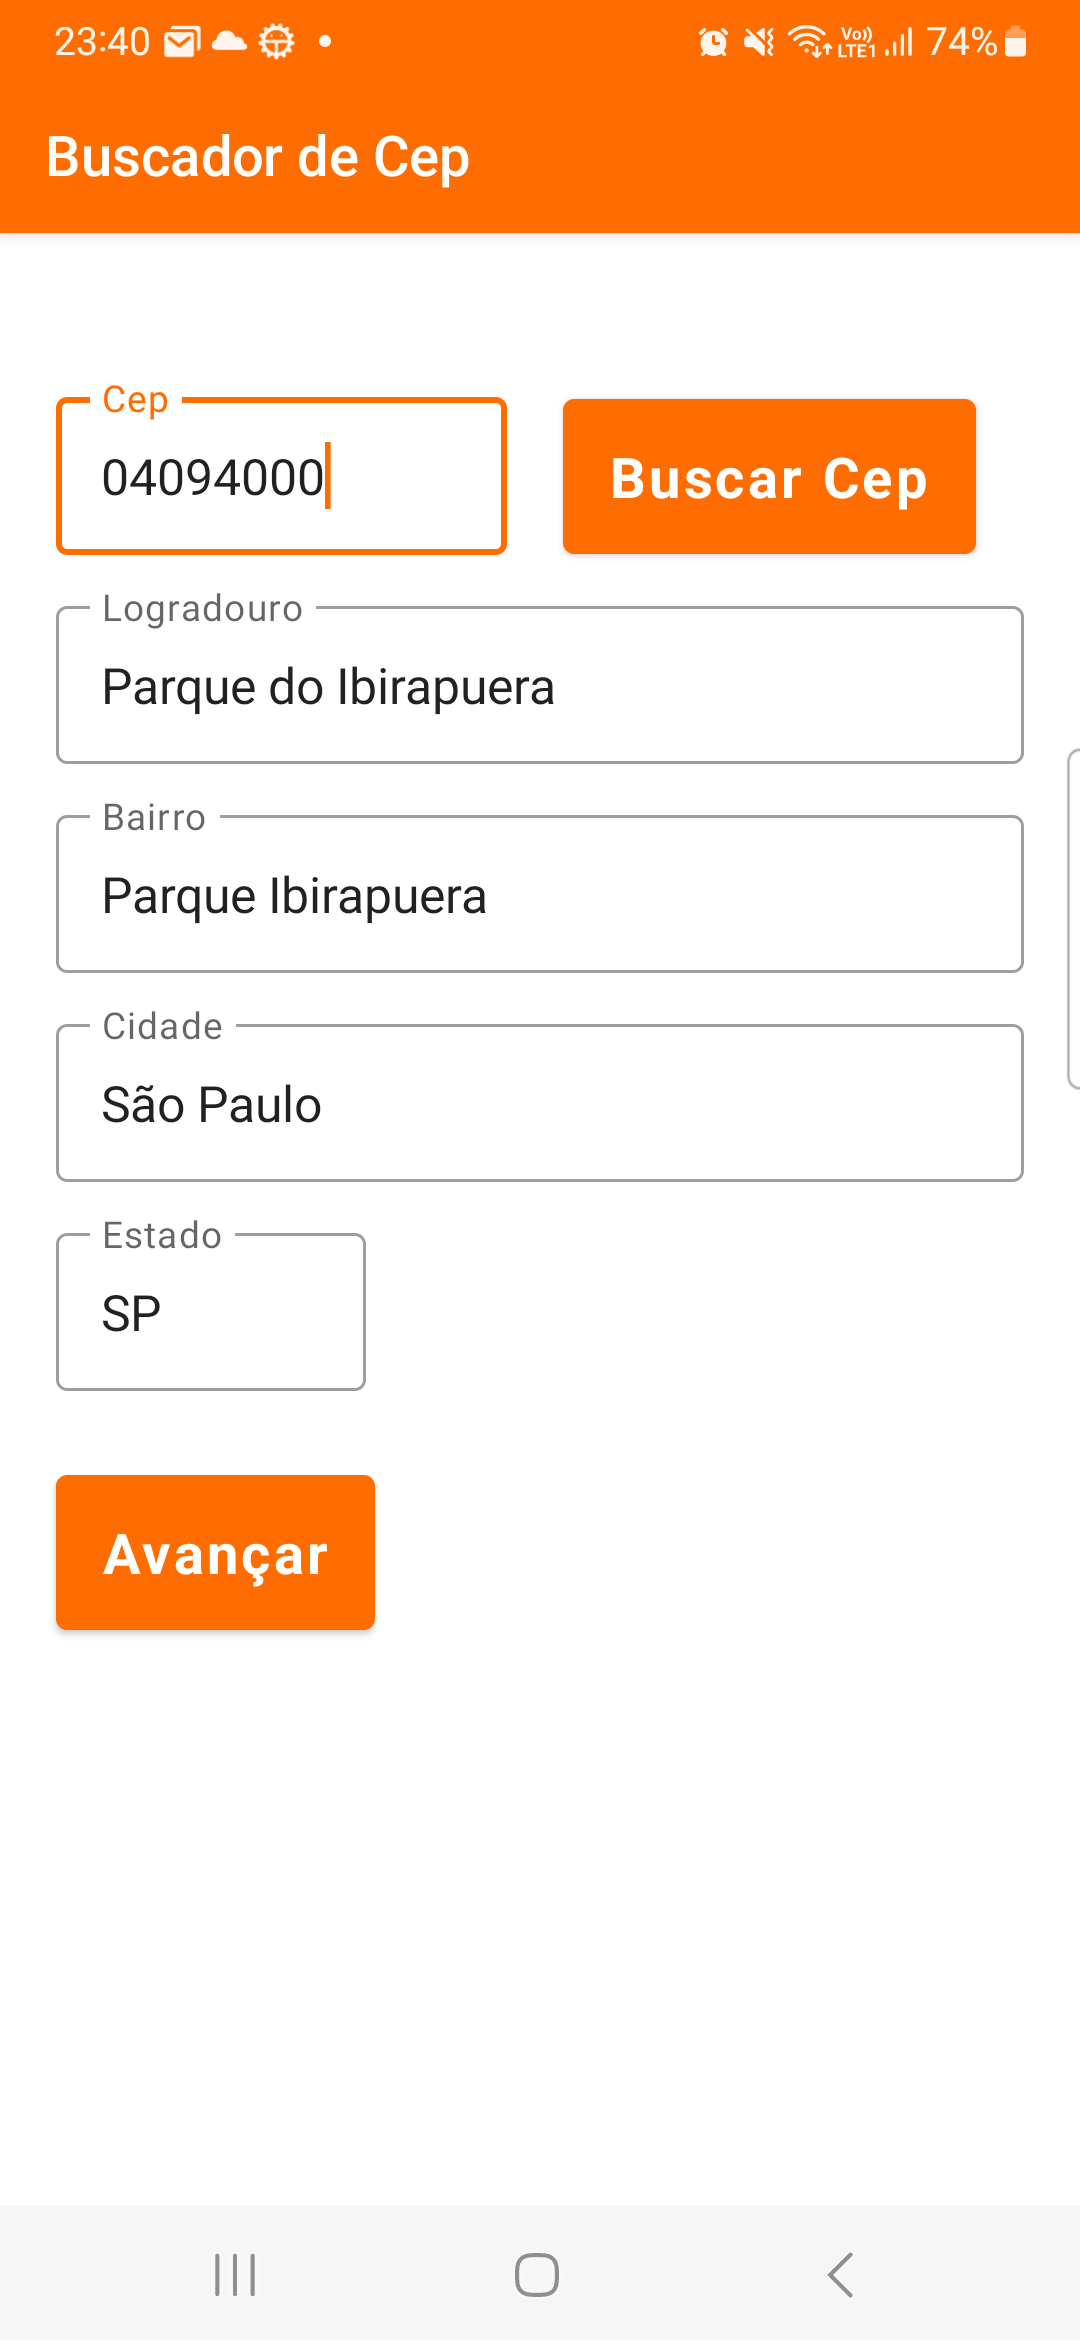 23:40 Vo)) LTE1 74%
Buscador de Cep
Cep
04094000
Buscar Cep
Logradouro
Parque do Ibirapuera
Bairro
Parque Ibirapuera
Cidade
São Paulo
Estado
SP
Avançar